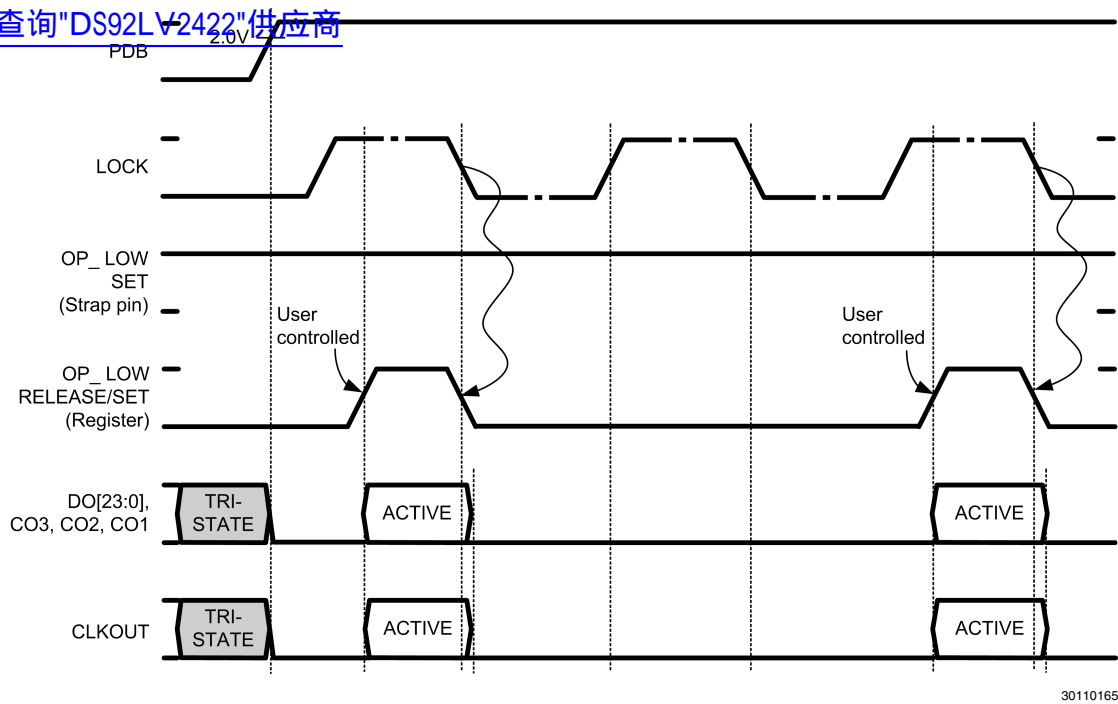 查询"DS92LV2422"供应商
2.0V
PDB
LOCK
OP_ LOW
SET
(Strap pin)
User
controlled
User
controlled
OP_ LOW
RELEASE/SET
(Register)
DO[23:0],
CO3, CO2, CO1
TRI-
STATE
ACTIVE
ACTIVE
CLKOUT
TRI-
STATE
ACTIVE
ACTIVE
30110165